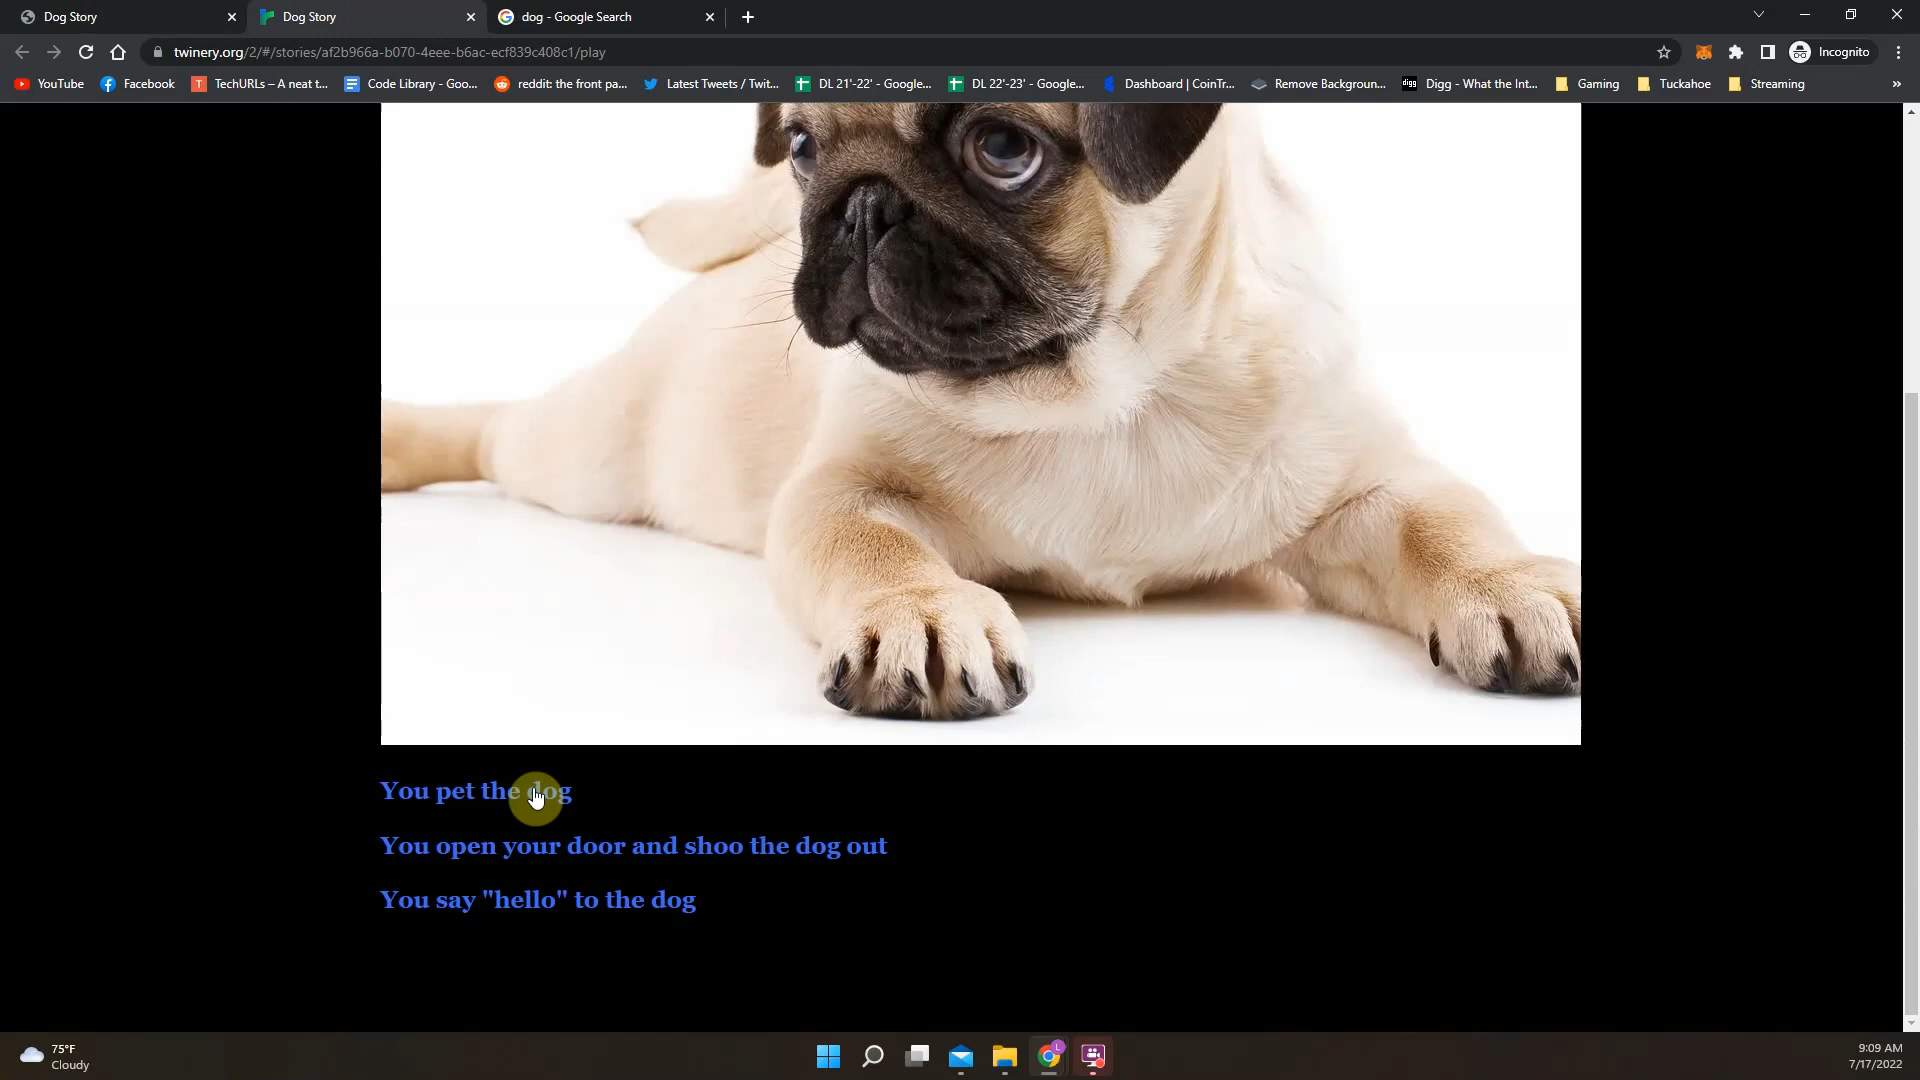 Dog Story
Dog Story
dog - Google Search
twinery.org/2/#/stories/af2b966a-b070-4eee-b6ac-ecf839c408c1/play
Incognito
YouTube
Facebook
TechURLs – A neat t...
Code Library - Goo...
reddit: the front pa...
Latest Tweets / Twit...
DL 21'-22' - Google...
DL 22'-23' - Google...
Dashboard | CoinTr...
Remove Backgroun...
digg
Digg - What the Int...
Gaming
Tuckahoe
Streaming
»
You pet the dog
You open your door and shoo the dog out
You say "hello" to the dog
75°F
Cloudy
L
9:09 AM
7/17/2022